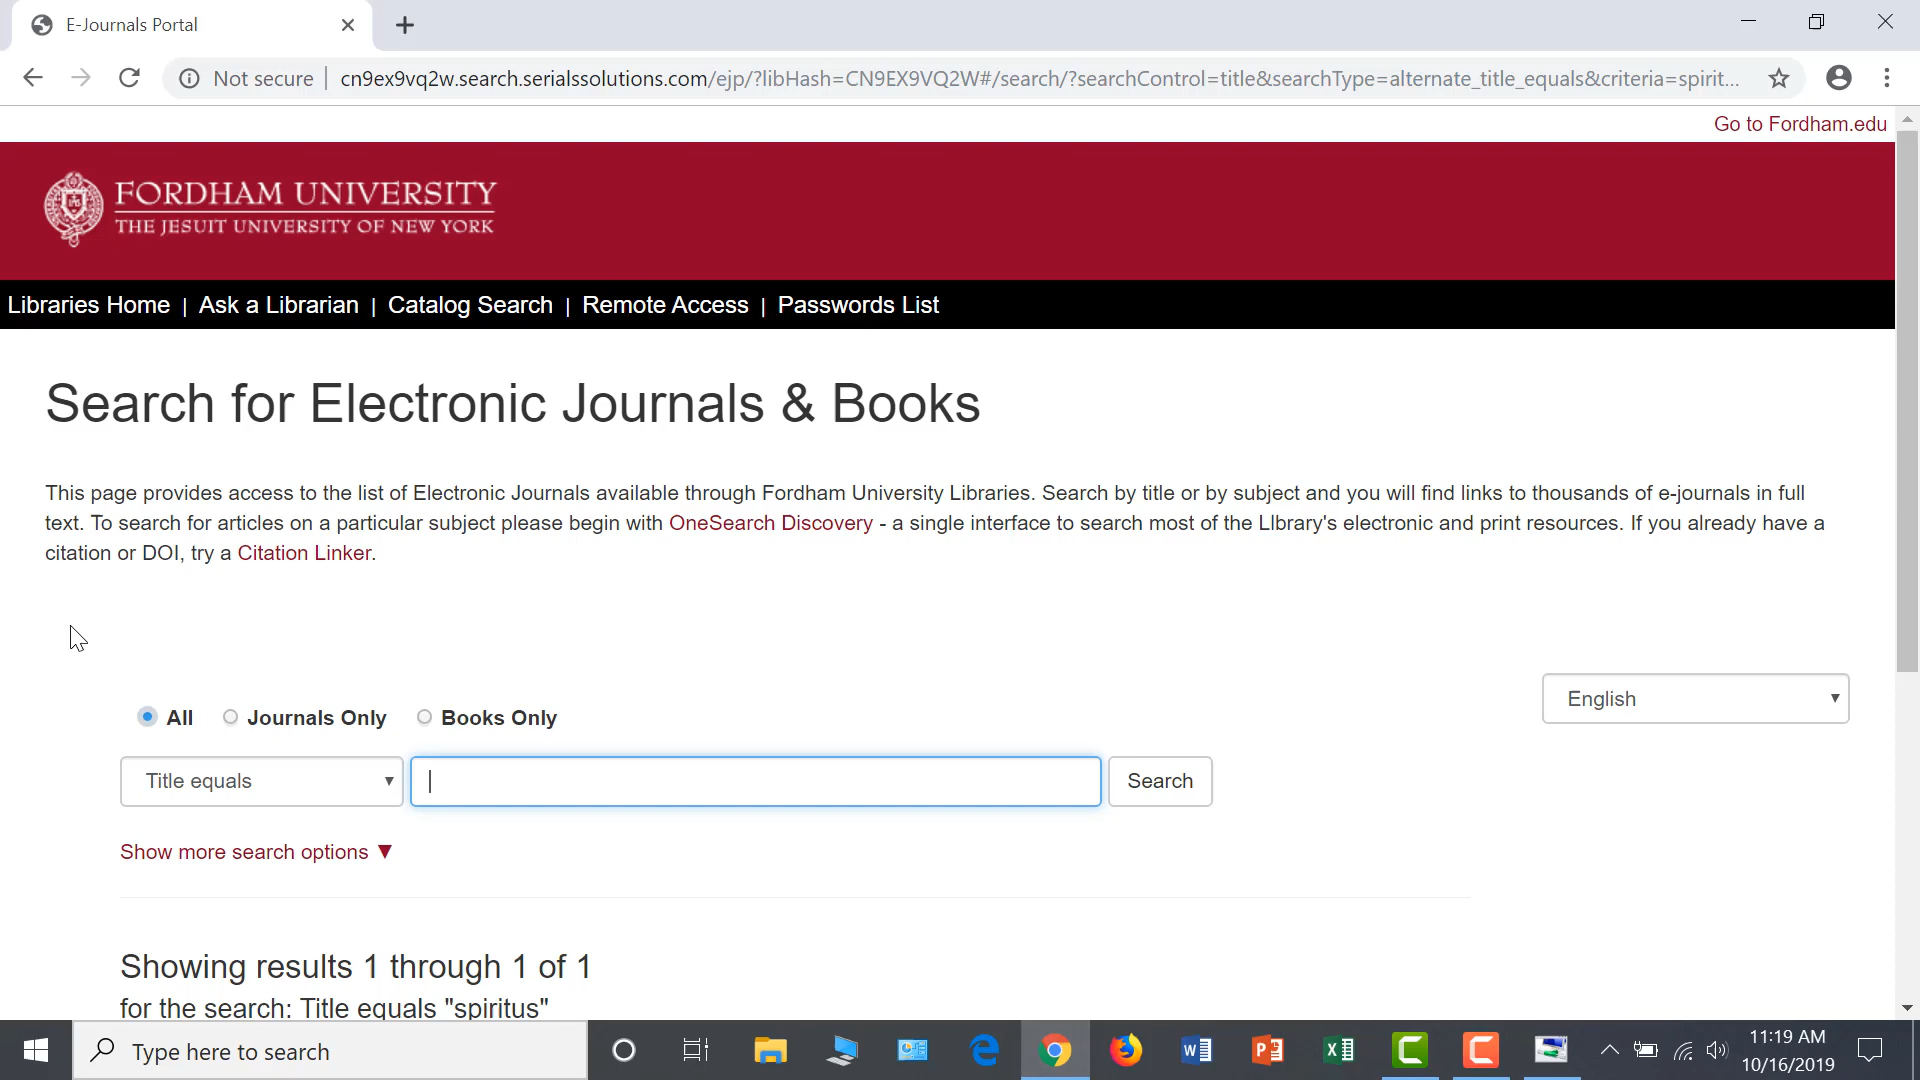 E-Journals Portal
Not secure | cn9ex9vq2w.search.serialssolutions.com/ejp/?libHash=CN9EX9VQ2W#/search/?searchControl=title&searchType=alternate_title_equals&criteria=spirit...
Go to Fordham.edu
FORDHAM UNIVERSITY
THE JESUIT UNIVERSITY OF NEW YORK
Libraries Home | Ask a Librarian | Catalog Search | Remote Access | Passwords List
Search for Electronic Journals & Books
This page provides access to the list of Electronic Journals available through Fordham University Libraries. Search by title or by subject and you will find links to thousands of e-journals in full
text. To search for articles on a particular subject please begin with OneSearch Discovery - a single interface to search most of the LIbrary's electronic and print resources. If you already have a
citation or DOI, try a Citation Linker.
English
All Journals Only Books Only
Title equals Search
Show more search options ▼
Showing results 1 through 1 of 1
for the search: Title equals "spiritus"
Type here to search
11:19 AM
10/16/2019